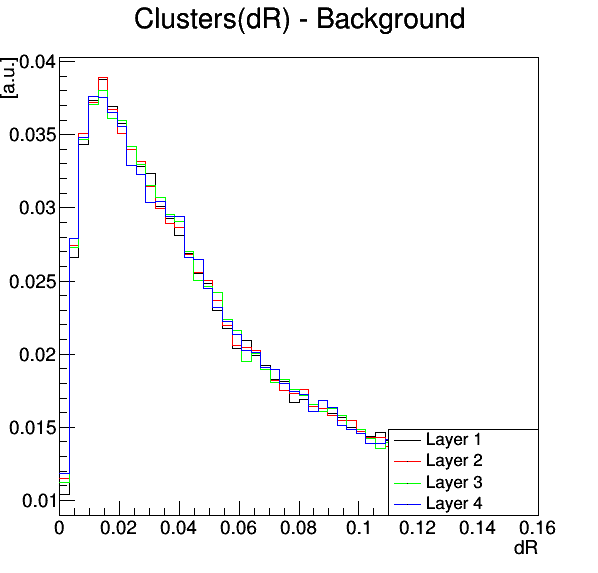 Clusters(dR) - Background
[a.u.]
0.04
0.035
0.03
0.025
0.02
0.015
0.01
Layer 1
Layer 2
Layer 3
Layer 4
0 0.02 0.04 0.06 0.08 0.1 0.12 0.14 0.16
dR